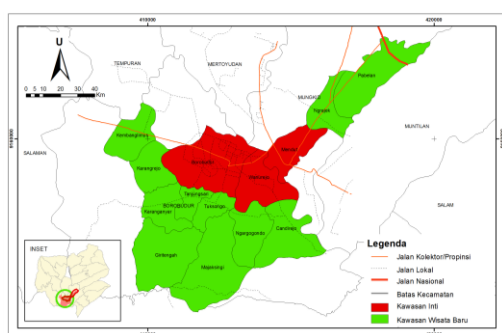 410000
420000
U
0 5 10 20 30 40
Km
TEMPURAN
MERTOYUDAN
MUNGKID
MUNTILAN
SALAMAN
SALAM
BOROBUDUR
Pabelan
Ngrajek
Kembanglimus
Karangrejo
Borobudur
Mendut
Wanurejo
Tanjungsari
Tuksongo
Karanganyar
Giritengah
Ngargogondo
Candirejo
Majaksingi
INSET
Legenda
Jalan Kolektor/Propinsi
Jalan Lokal
Jalan Nasional
Batas Kecamatan
Kawasan Inti
Kawasan Wisata Baru
410000
420000